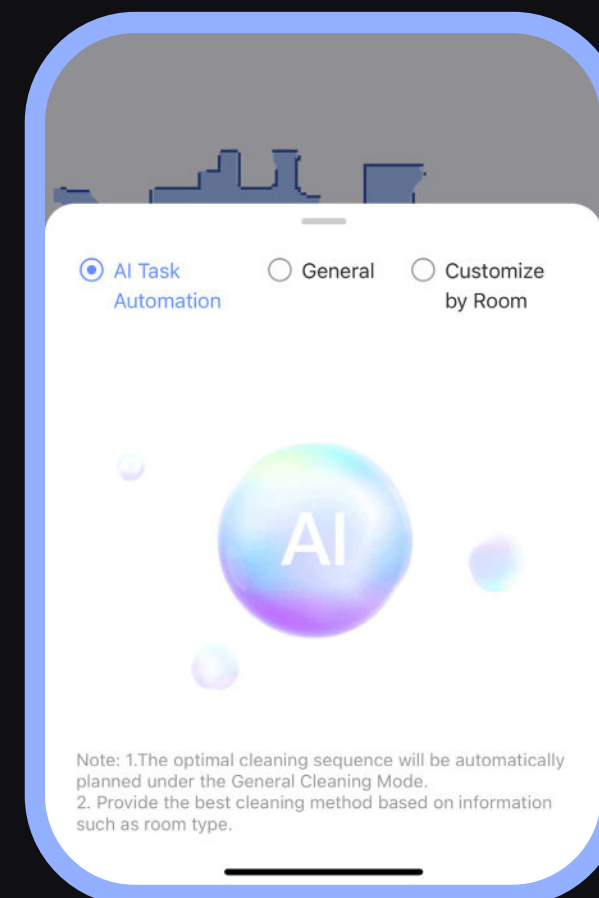 AI Task
Automation
General
Customize
by Room
AI
Note: 1.The optimal cleaning sequence will be automatically
planned under the General Cleaning Mode.
2. Provide the best cleaning method based on information
such as room type.